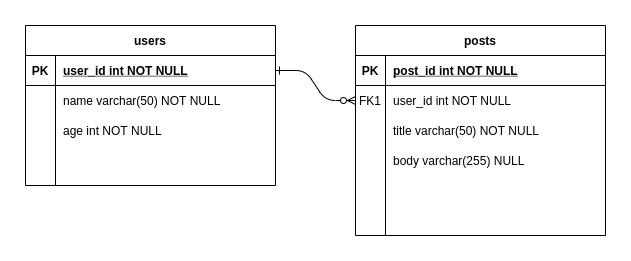 users
PK user_id int NOT NULL
name varchar(50) NOT NULL
age int NOT NULL
posts
PK post_id int NOT NULL
FK1 user_id int NOT NULL
title varchar(50) NOT NULL
body varchar(255) NULL